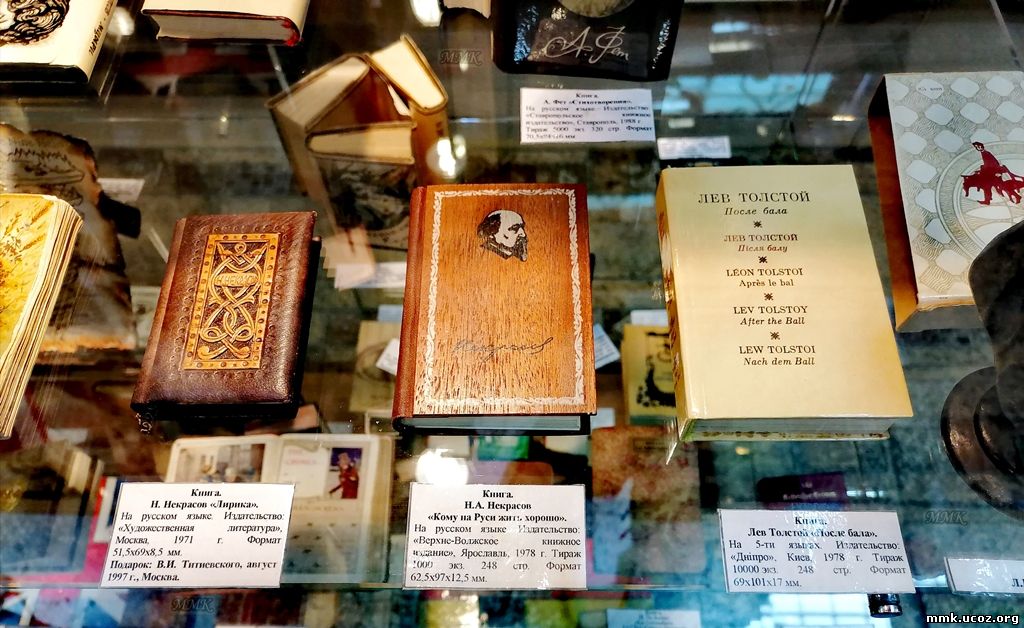 ММК
А. Фет
Книга.
А. Фет «Стихотворения».
На русском языке. Издательство:
«Ставропольское книжное
издательство», Ставрополь, 1988 г.
Тираж 5000 экз. 320 стр. Формат
ЛЕВ ТОЛСТОЙ
После бала
ЛЕВ ТОЛСТОЙ
Після балу
LÉON TOLSTOÏ
Après le bal
LEV TOLSTOY
After the Ball
LEW TOLSTOI
Nach dem Ball
Книга.
Н. Некрасов «Лирика».
На русском языке. Издательство:
«Художественная литература»,
Москва, 1971 г. Формат
51,5х69х8,5 мм.
Подарок: В.И. Титиевского, август
1997 г., Москва.
Книга.
Н.А. Некрасов
«Кому на Руси жить хорошо».
На русском языке Издательство:
«Верхне-Волжское книжное
издание», Ярославль, 1978 г. Тираж
экз. 248 стр. Формат
62,5х97х12,5 мм.
Книга.
Лев Толстой «После бала».
На 5-ти языках. Издательство:
«Дніпро», Киев, 1978 г. Тираж
10000 экз. 248 стр. Формат
69х101х17 мм.
ММК
ММК
mmk.ucoz.org